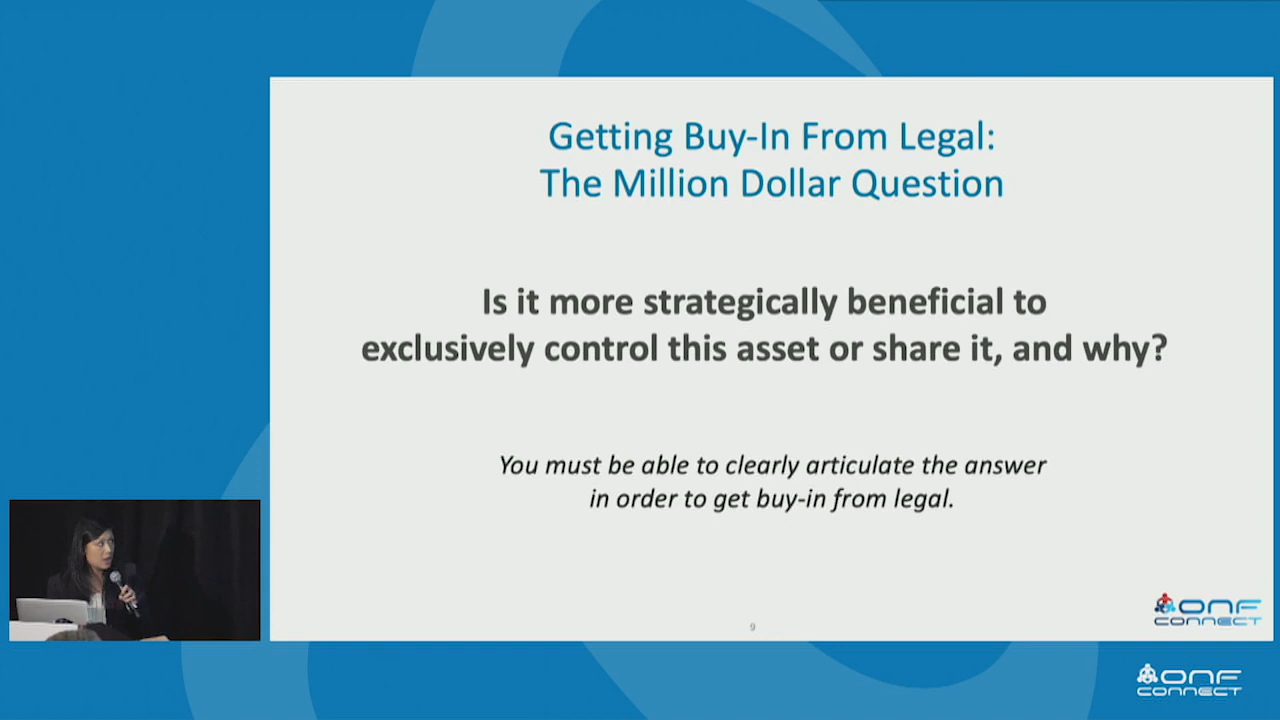 Getting Buy-In From Legal:
The Million Dollar Question
Is it more strategically beneficial to
exclusively control this asset or share it, and why?
You must be able to clearly articulate the answer
in order to get buy-in from legal.
9
ONF
CONNECT
ONF
CONNECT